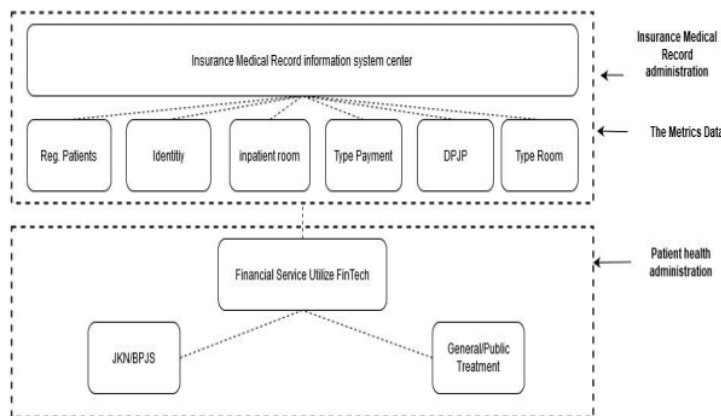 Insurance Medical Record information system center
Insurance Medical
Record
administration
Reg. Patients
Identitiy
inpatient room
Type Payment
DPJP
Type Room
The Metrics Data
Financial Service Utilize FinTech
Patient health
administration
JKN/BPJS
General/Public
Treatment